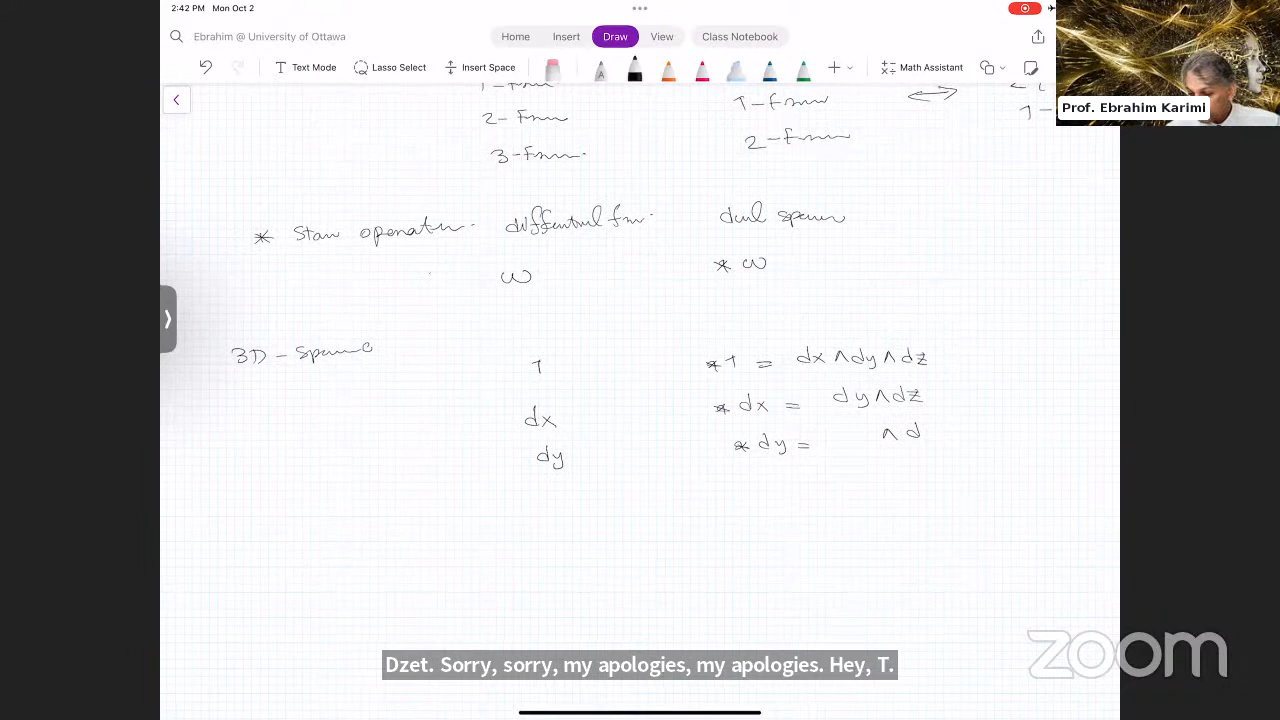 2:42 PM Mon Oct 2
Ebrahim @ University of Ottawa
Home Insert Draw View Class Notebook
T Text Mode Lasso Select Insert Space Math Assistant
Prof. Ebrahim Karimi
1-Form 1-Form
2-Form 2-Form
3-Form
* Star operator differential form dual space
ω * ω
3D - Space
1 *1 = dx ∧ dy ∧ dz
dx * dx = dy ∧ dz
dy * dy = ∧ d
Dzet. Sorry, sorry, my apologies, my apologies. Hey, T.
zoom